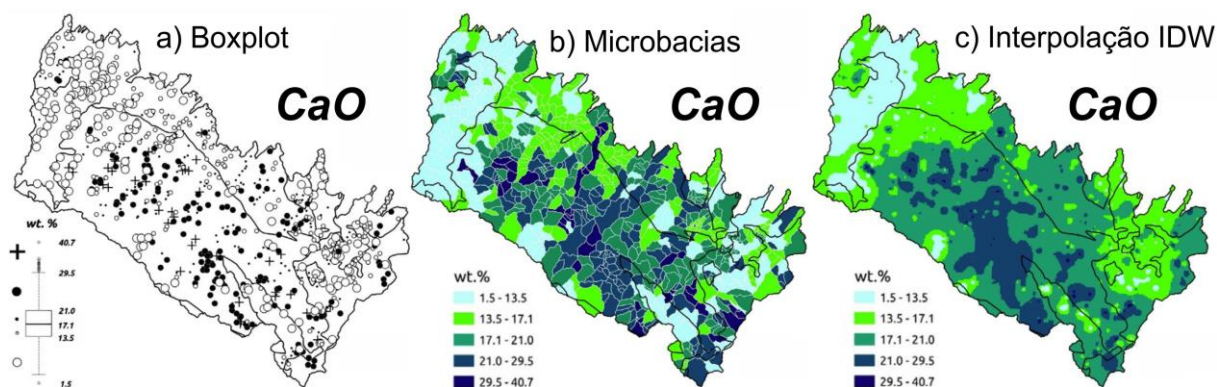 a) Boxplot
CaO
wt. %
40.7
29.5
21.0
17.1
13.5
1.5
b) Microbacias
CaO
wt.%
1.5 - 13.5
13.5 - 17.1
17.1 - 21.0
21.0 - 29.5
29.5 - 40.7
c) Interpolação IDW
CaO
wt.%
1.5 - 13.5
13.5 - 17.1
17.1 - 21.0
21.0 - 29.5
29.5 - 40.7